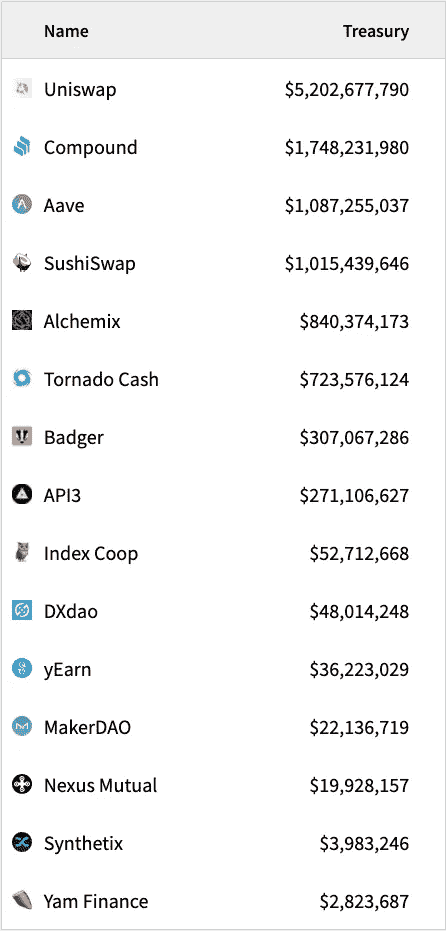 Name Treasury
Uniswap $5,202,677,790
Compound $1,748,231,980
Aave $1,087,255,037
SushiSwap $1,015,439,646
Alchemix $840,374,173
Tornado Cash $723,576,124
Badger $307,067,286
API3 $271,106,627
Index Coop $52,712,668
DXdao $48,014,248
yEarn $36,223,029
MakerDAO $22,136,719
Nexus Mutual $19,928,157
Synthetix $3,983,246
Yam Finance $2,823,687